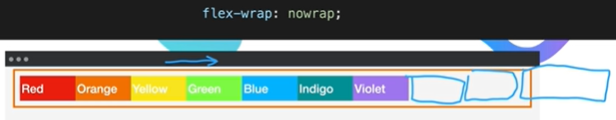 flex-wrap: nowrap;
Red Orange Yellow Green Blue Indigo Violet